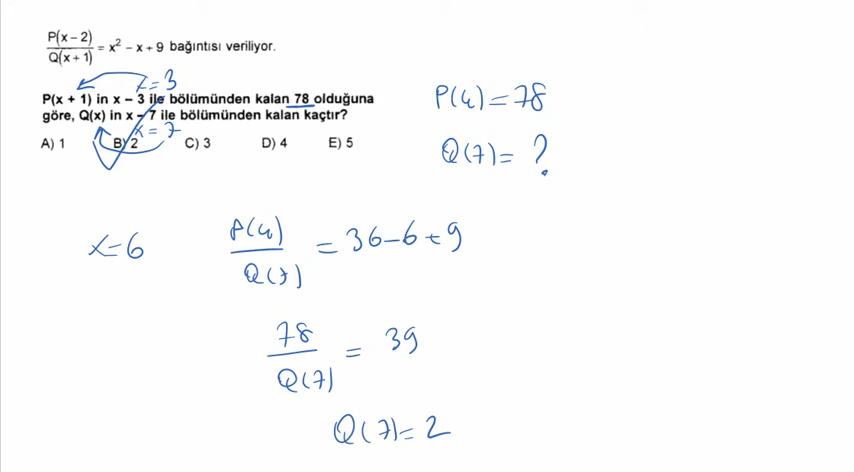 P(x − 2)
Q(x + 1) = x² − x + 9 bağıntısı veriliyor.
x = 3
P(x + 1) in x − 3 ile bölümünden kalan 78 olduğuna
göre, Q(x) in x − 7 ile bölümünden kalan kaçtır?
x = 7
A) 1 B) 2 C) 3 D) 4 E) 5
P(4) = 78
Q(7) = ?
x = 6
P(4)
Q(7) = 36 − 6 + 9
78
Q(7) = 39
Q(7) = 2